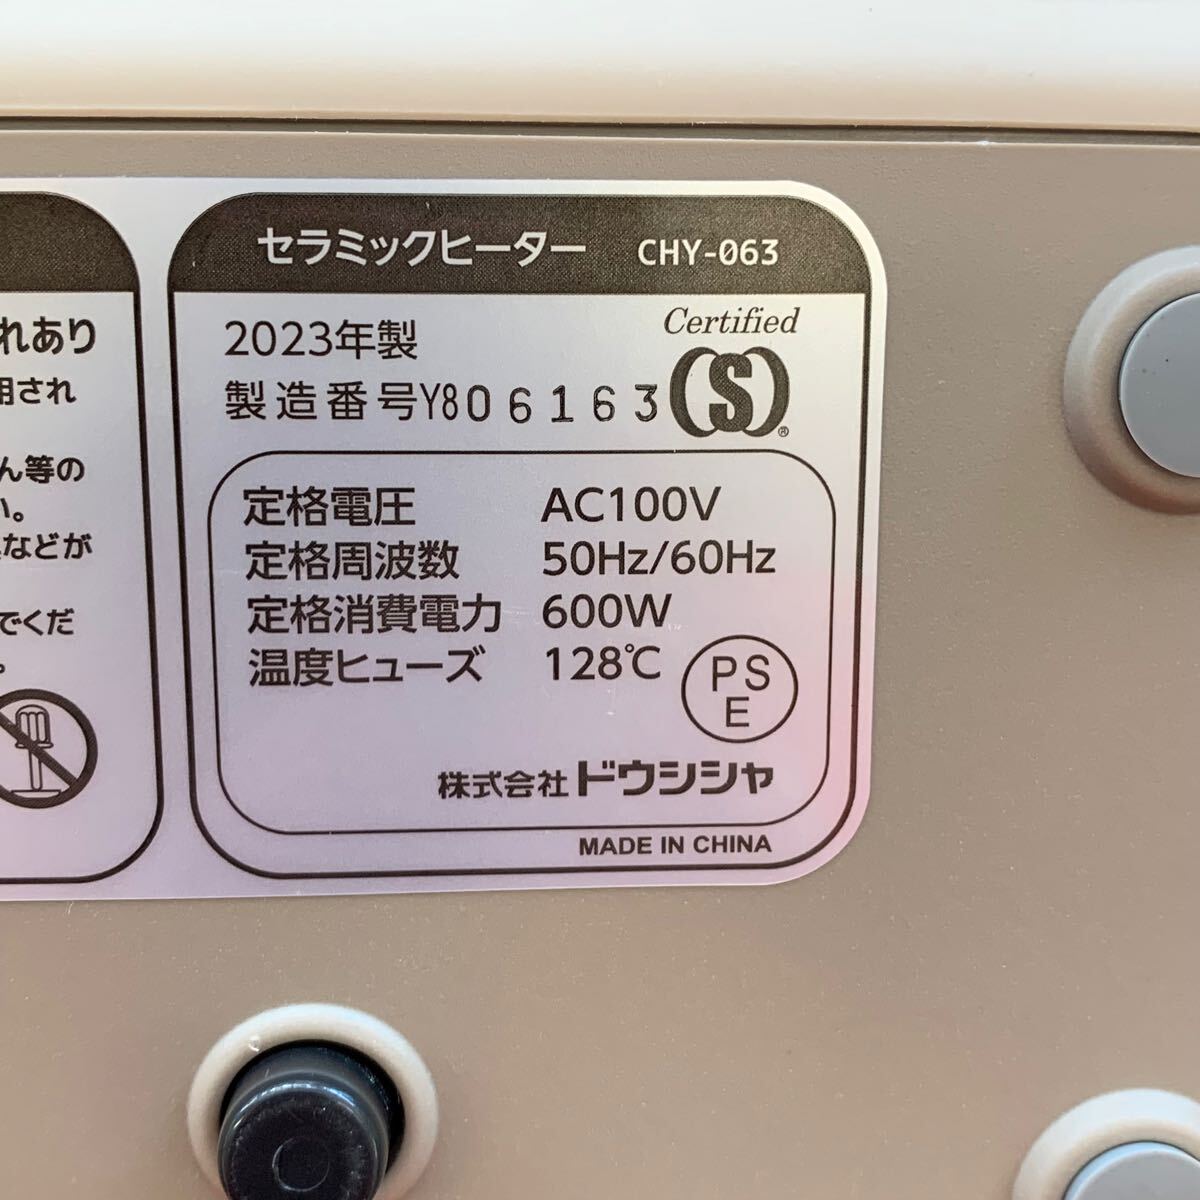 れあり
用され
ん等の
い。
などが
でくだ
。
セラミックヒーター CHY-063
2023年製
製造番号Y806163
Certified
S
®
定格電圧 AC100V
定格周波数 50Hz/60Hz
定格消費電力 600W
温度ヒューズ 128℃
PS
E
株式会社ドウシシャ
MADE IN CHINA